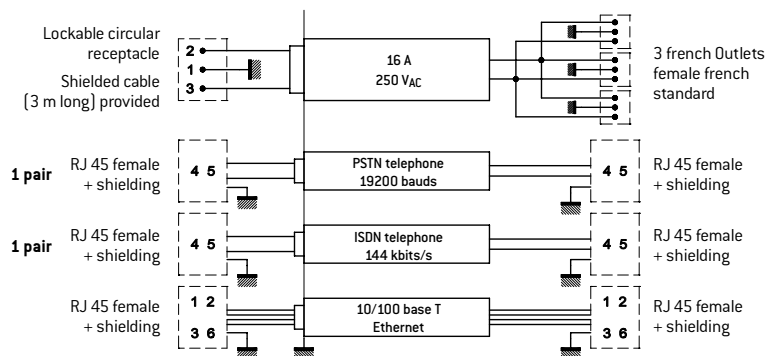 Lockable circular
receptacle
Shielded cable
(3 m long) provided
2
1
3
16 A
250 VAC
3 french Outlets
female french
standard
1 pair
RJ 45 female
+ shielding
4 5
PSTN telephone
19200 bauds
4 5
RJ 45 female
+ shielding
1 pair
RJ 45 female
+ shielding
4 5
ISDN telephone
144 kbits/s
4 5
RJ 45 female
+ shielding
RJ 45 female
+ shielding
1 2
3 6
10/100 base T
Ethernet
1 2
3 6
RJ 45 female
+ shielding